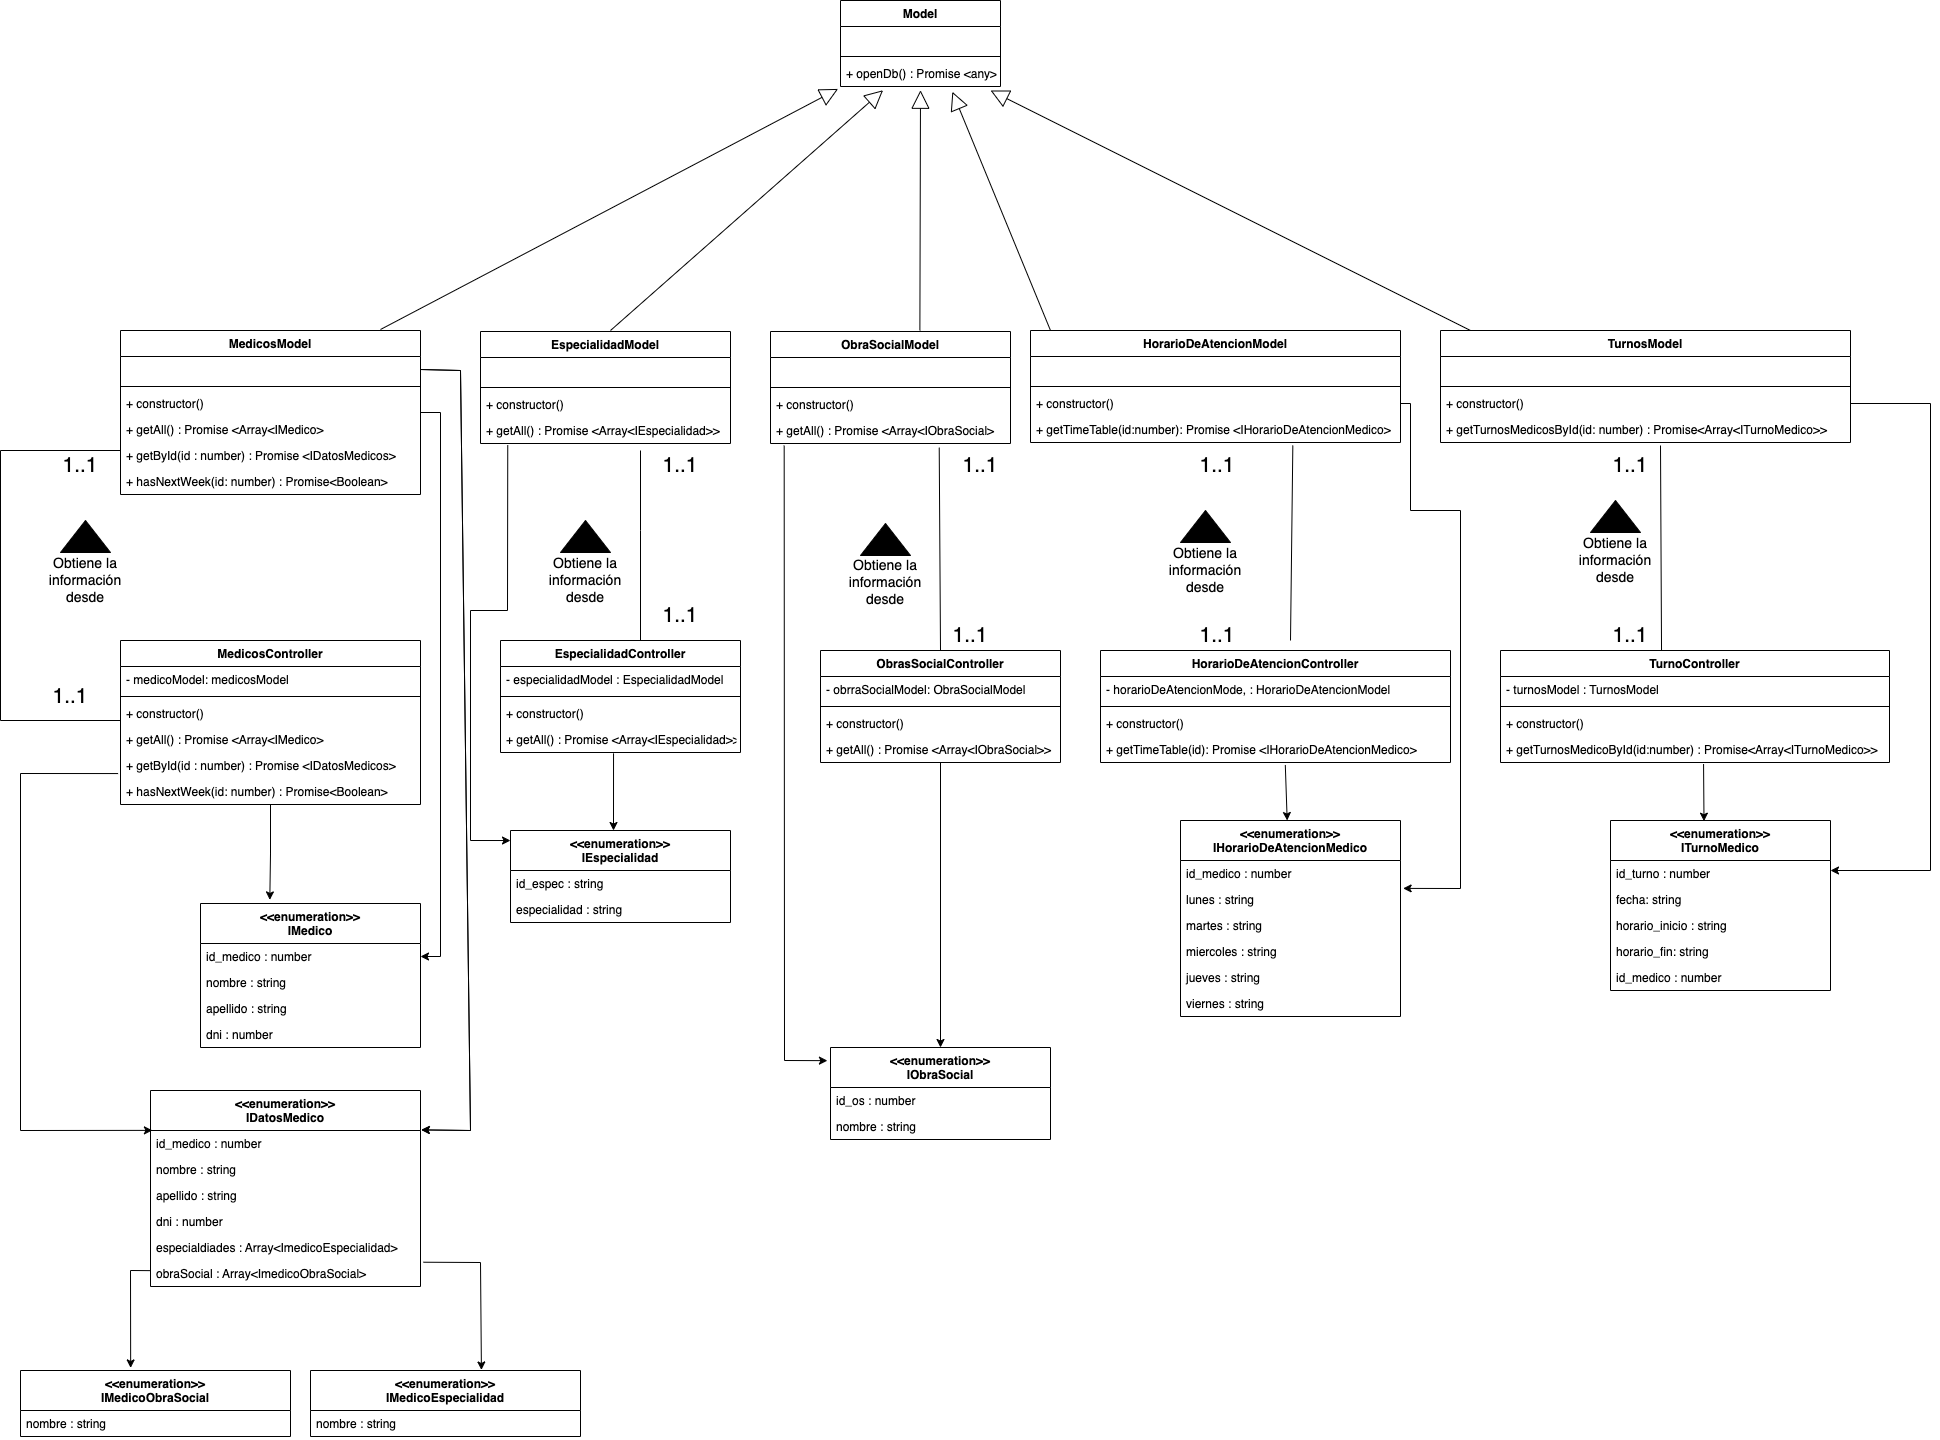 Model
+ openDb() : Promise <any>
MedicosModel
+ constructor()
+ getAll() : Promise <Array<IMedico>
+ getById(id : number) : Promise <IDatosMedicos>
+ hasNextWeek(id: number) : Promise<Boolean>
EspecialidadModel
+ constructor()
+ getAll() : Promise <Array<IEspecialidad>>
ObraSocialModel
+ constructor()
+ getAll() : Promise <Array<IObraSocial>
HorarioDeAtencionModel
+ constructor()
+ getTimeTable(id:number): Promise <IHorarioDeAtencionMedico>
TurnosModel
+ constructor()
+ getTurnosMedicosById(id: number) : Promise<Array<ITurnoMedico>>
1..1
1..1
1..1
1..1
1..1
Obtiene la
información
desde
Obtiene la
información
desde
Obtiene la
información
desde
Obtiene la
información
desde
Obtiene la
información
desde
1..1
1..1
1..1
1..1
1..1
MedicosController
- medicoModel: medicosModel
+ constructor()
+ getAll() : Promise <Array<IMedico>
+ getById(id : number) : Promise <IDatosMedicos>
+ hasNextWeek(id: number) : Promise<Boolean>
EspecialidadController
- especialidadModel : EspecialidadModel
+ constructor()
+ getAll() : Promise <Array<IEspecialidad>>
ObrasSocialController
- obrraSocialModel: ObraSocialModel
+ constructor()
+ getAll() : Promise <Array<IObraSocial>>
HorarioDeAtencionController
- horarioDeAtencionMode, : HorarioDeAtencionModel
+ constructor()
+ getTimeTable(id): Promise <IHorarioDeAtencionMedico>
TurnoController
- turnosModel : TurnosModel
+ constructor()
+ getTurnosMedicoById(id:number) : Promise<Array<ITurnoMedico>>
<<enumeration>>
IEspecialidad
id_espec : string
especialidad : string
<<enumeration>>
IHorarioDeAtencionMedico
id_medico : number
lunes : string
martes : string
miercoles : string
jueves : string
viernes : string
<<enumeration>>
ITurnoMedico
id_turno : number
fecha: string
horario_inicio : string
horario_fin: string
id_medico : number
<<enumeration>>
IMedico
id_medico : number
nombre : string
apellido : string
dni : number
<<enumeration>>
IObraSocial
id_os : number
nombre : string
<<enumeration>>
IDatosMedico
id_medico : number
nombre : string
apellido : string
dni : number
especialdiades : Array<ImedicoEspecialidad>
obraSocial : Array<ImedicoObraSocial>
<<enumeration>>
IMedicoObraSocial
nombre : string
<<enumeration>>
IMedicoEspecialidad
nombre : string